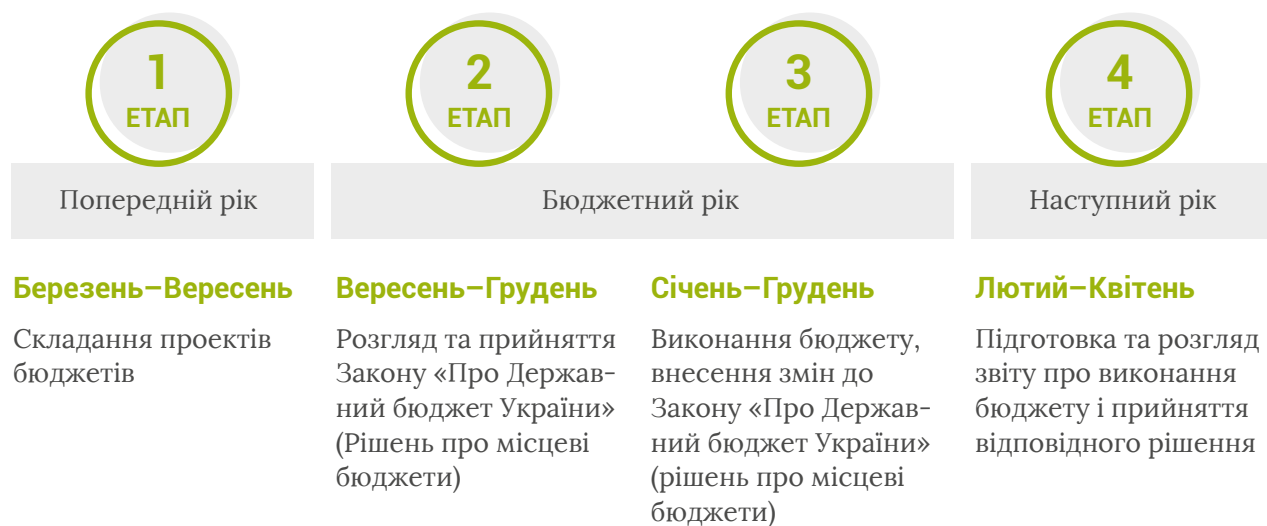 1
ЕТАП
2
ЕТАП
3
ЕТАП
4
ЕТАП
Попередній рік
Бюджетний рік
Наступний рік
Березень–Вересень
Складання проектів
бюджетів
Вересень–Грудень
Розгляд та прийняття
Закону «Про Держав-
ний бюджет України»
(Рішень про місцеві
бюджети)
Січень–Грудень
Виконання бюджету,
внесення змін до
Закону «Про Держав-
ний бюджет України»
(рішень про місцеві
бюджети)
Лютий–Квітень
Підготовка та розгляд
звіту про виконання
бюджету і прийняття
відповідного рішення